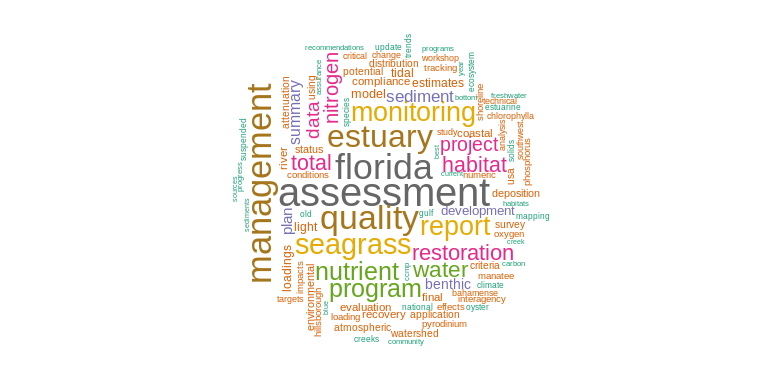 recommendations
update
trends
programs
critical
change
workshop
distribution
tracking
year
ecosystem
potential
tidal
compliance
estimates
nitrogen
assurance
using
attenuation
model
sediment
bottom
freshwater
technical
estuarine
shoreline
chlorophylla
summary
data
species
monitoring
suspended
estuary
study
coastal
analysis
southwest
management
status
river
total
florida
best
project
solids
habitat
phosphorus
usa
progress
sources
conditions
current
numeric
assessment
deposition
habitats
sediments
old
plan
quality
gulf
development
mapping
light
report
survey
oxygen
seagrass
restoration
creek
loadings
impacts
environmental
nutrient
ccmp
water
criteria
carbon
manatee
targets
program
benthic
climate
bahamense
final
interagency
hillsborough
blue
evaluation
national
effects
oyster
loading
recovery
application
atmospheric
pyrodinium
creeks
watershed
community